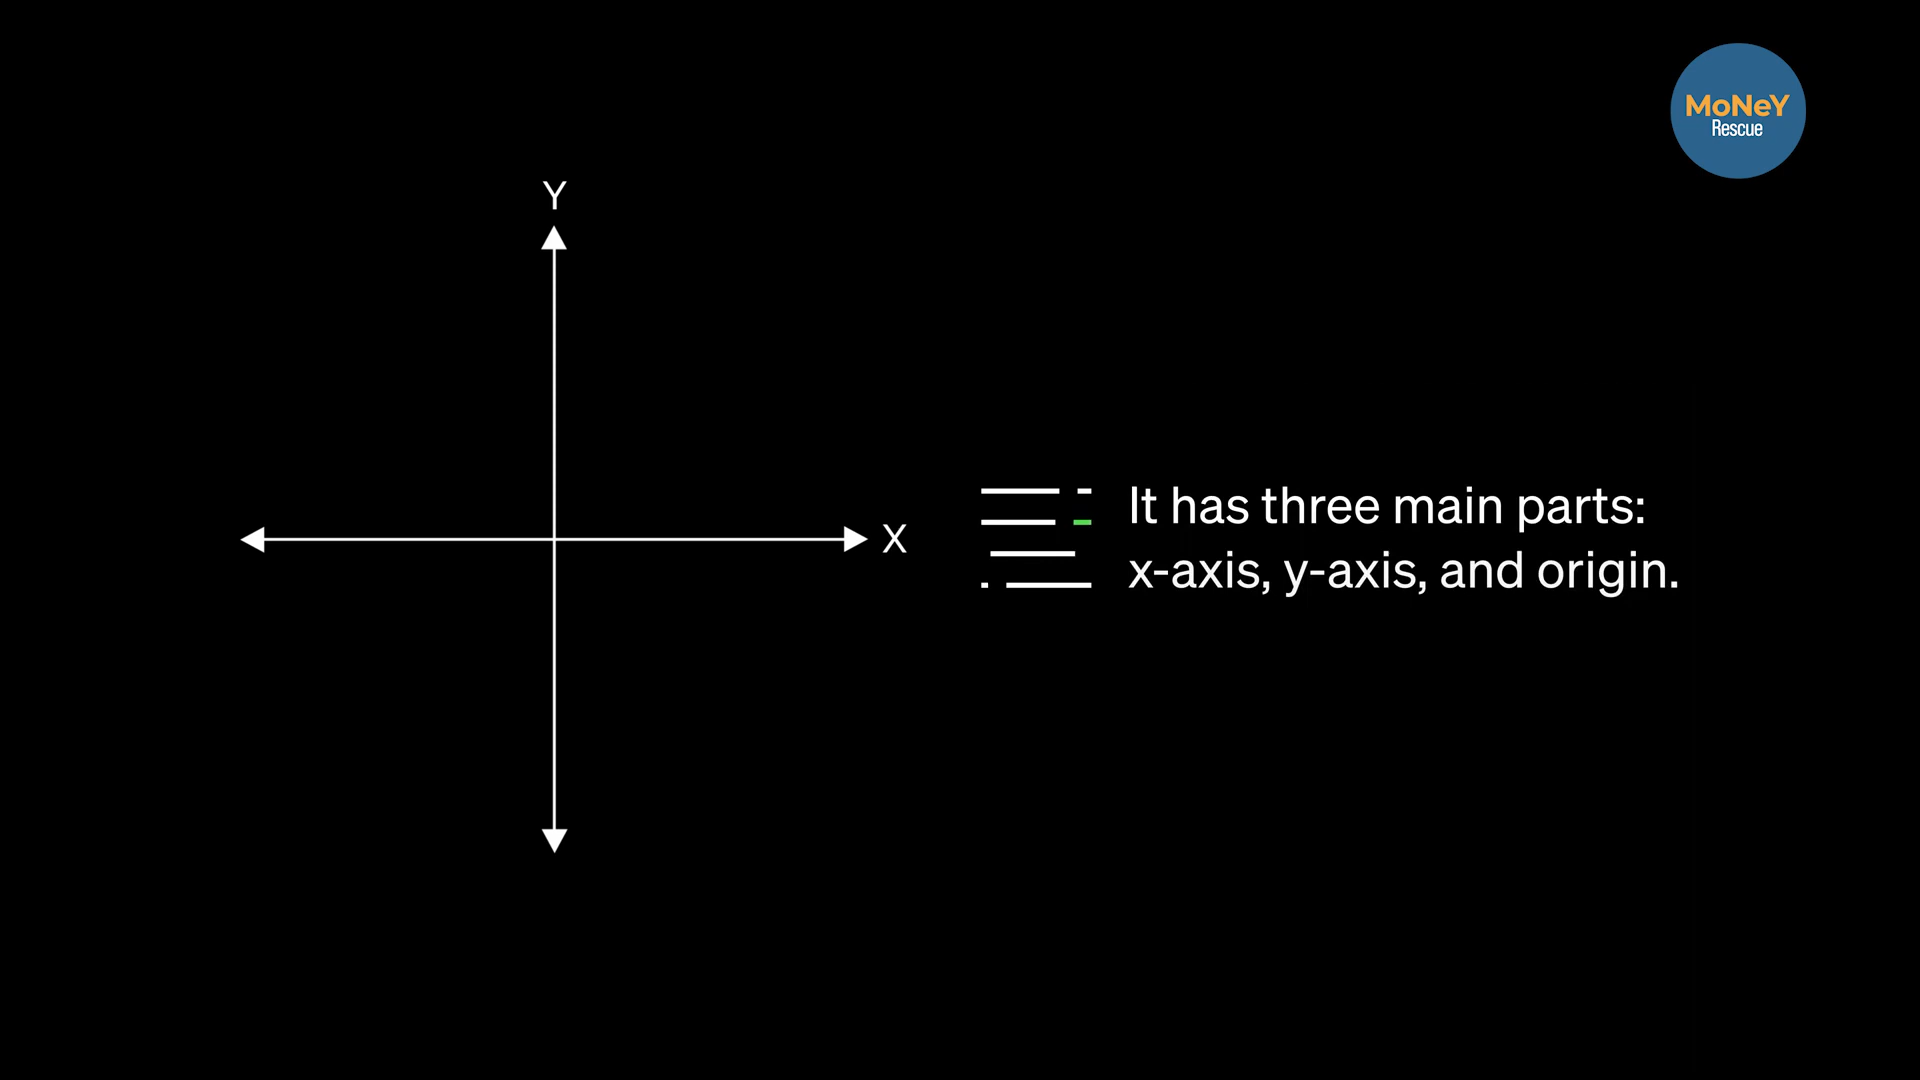 MoNeY
Rescue
Y
X
It has three main parts:
x-axis, y-axis, and origin.